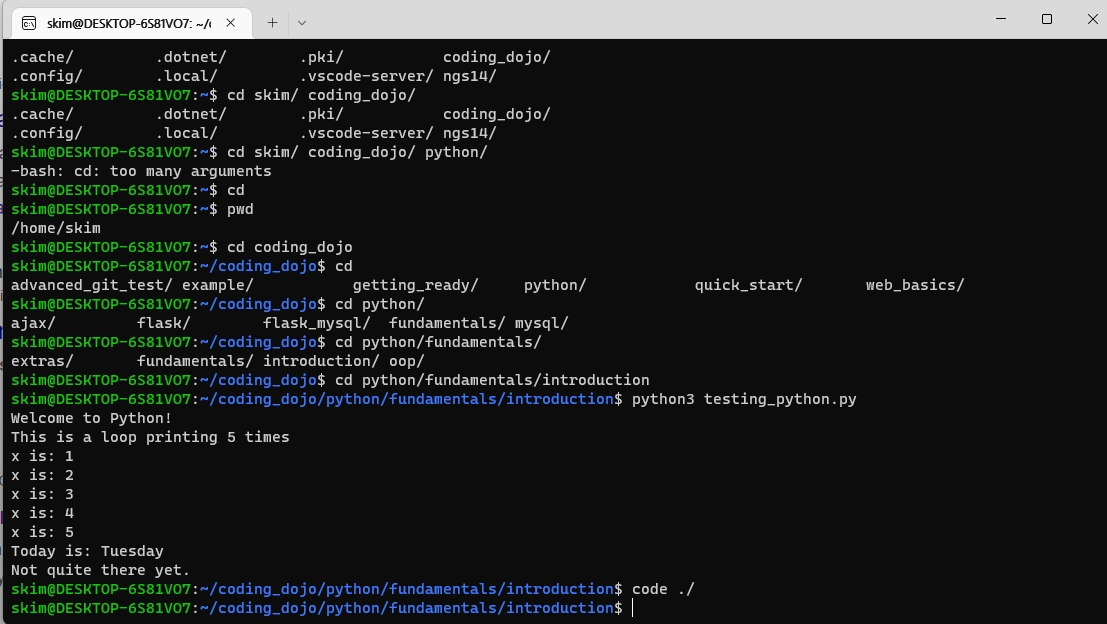 skim@DESKTOP-6S81VO7: ~/c
.cache/ .dotnet/ .pki/ coding_dojo/
.config/ .local/ .vscode-server/ ngs14/
skim@DESKTOP-6S81VO7:~$ cd skim/ coding_dojo/
.cache/ .dotnet/ .pki/ coding_dojo/
.config/ .local/ .vscode-server/ ngs14/
skim@DESKTOP-6S81VO7:~$ cd skim/ coding_dojo/ python/
-bash: cd: too many arguments
skim@DESKTOP-6S81VO7:~$ cd
skim@DESKTOP-6S81VO7:~$ pwd
/home/skim
skim@DESKTOP-6S81VO7:~$ cd coding_dojo
skim@DESKTOP-6S81VO7:~/coding_dojo$ cd
advanced_git_test/ example/ getting_ready/ python/ quick_start/ web_basics/
skim@DESKTOP-6S81VO7:~/coding_dojo$ cd python/
ajax/ flask/ flask_mysql/ fundamentals/ mysql/
skim@DESKTOP-6S81VO7:~/coding_dojo$ cd python/fundamentals/
extras/ fundamentals/ introduction/ oop/
skim@DESKTOP-6S81VO7:~/coding_dojo$ cd python/fundamentals/introduction
skim@DESKTOP-6S81VO7:~/coding_dojo/python/fundamentals/introduction$ python3 testing_python.py
Welcome to Python!
This is a loop printing 5 times
x is: 1
x is: 2
x is: 3
x is: 4
x is: 5
Today is: Tuesday
Not quite there yet.
skim@DESKTOP-6S81VO7:~/coding_dojo/python/fundamentals/introduction$ code ./
skim@DESKTOP-6S81VO7:~/coding_dojo/python/fundamentals/introduction$